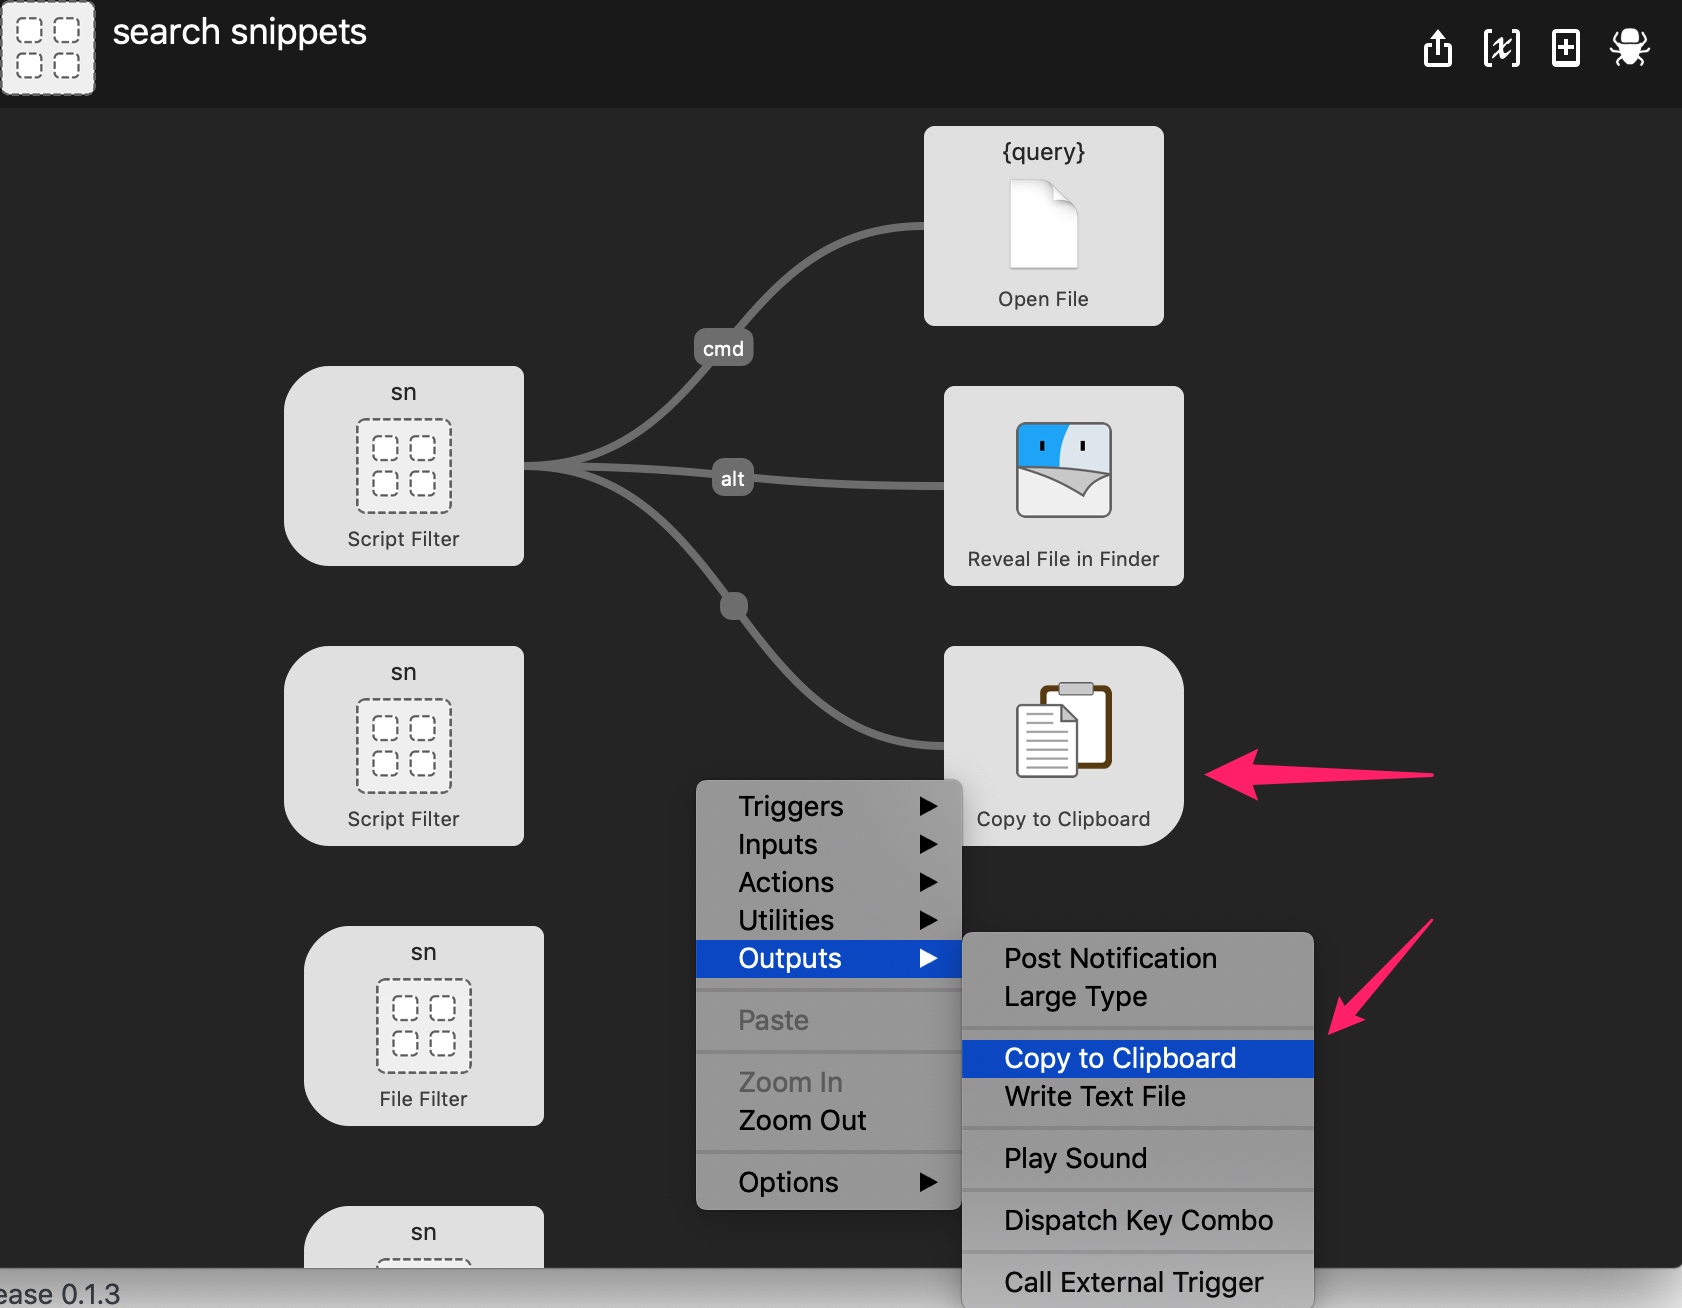 search snippets
{query}
Open File
cmd
sn
Script Filter
alt
Reveal File in Finder
sn
Script Filter
Copy to Clipboard
Triggers
Inputs
Actions
Utilities
Outputs
Paste
Zoom In
Zoom Out
Options
Post Notification
Large Type
Copy to Clipboard
Write Text File
Play Sound
Dispatch Key Combo
Call External Trigger
sn
File Filter
sn
ease 0.1.3